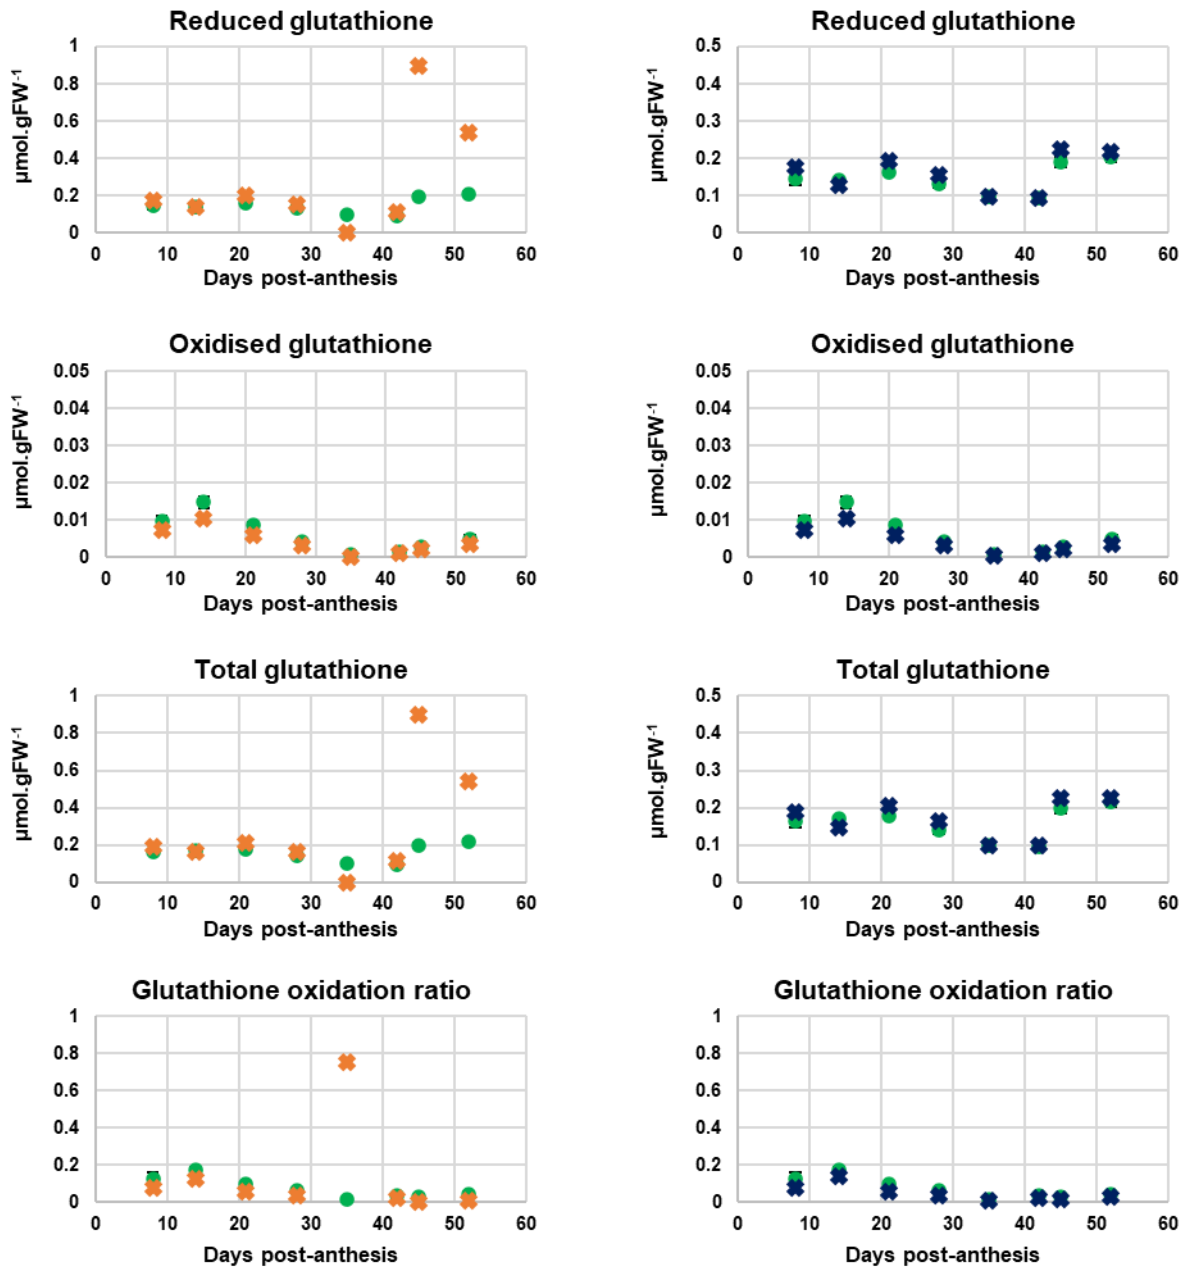 Reduced glutathione
1
0.8
0.6
0.4
0.2
0
µmol.gFW⁻¹
0 10 20 30 40 50 60
Days post-anthesis
Reduced glutathione
0.5
0.4
0.3
0.2
0.1
0
µmol.gFW⁻¹
0 10 20 30 40 50 60
Days post-anthesis
Oxidised glutathione
0.05
0.04
0.03
0.02
0.01
0
µmol.gFW⁻¹
0 10 20 30 40 50 60
Days post-anthesis
Oxidised glutathione
0.05
0.04
0.03
0.02
0.01
0
µmol.gFW⁻¹
0 10 20 30 40 50 60
Days post-anthesis
Total glutathione
1
0.8
0.6
0.4
0.2
0
µmol.gFW⁻¹
0 10 20 30 40 50 60
Days post-anthesis
Total glutathione
0.5
0.4
0.3
0.2
0.1
0
µmol.gFW⁻¹
0 10 20 30 40 50 60
Days post-anthesis
Glutathione oxidation ratio
1
0.8
0.6
0.4
0.2
0
0 10 20 30 40 50 60
Days post-anthesis
Glutathione oxidation ratio
1
0.8
0.6
0.4
0.2
0
0 10 20 30 40 50 60
Days post-anthesis